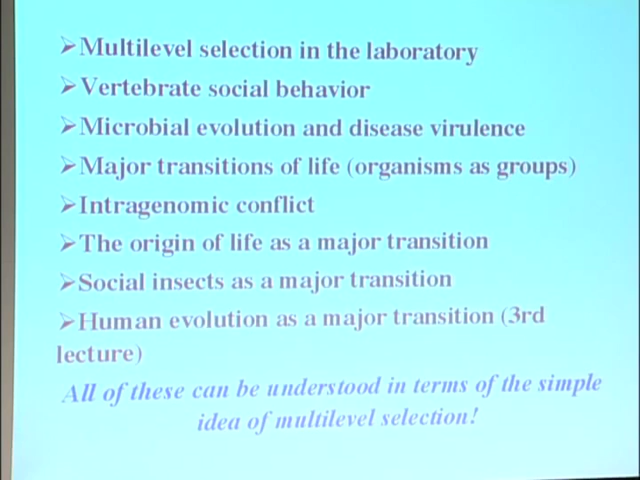 ➢Multilevel selection in the laboratory
➢Vertebrate social behavior
➢Microbial evolution and disease virulence
➢Major transitions of life (organisms as groups)
➢Intragenomic conflict
➢The origin of life as a major transition
➢Social insects as a major transition
➢Human evolution as a major transition (3rd
lecture)
All of these can be understood in terms of the simple
idea of multilevel selection!